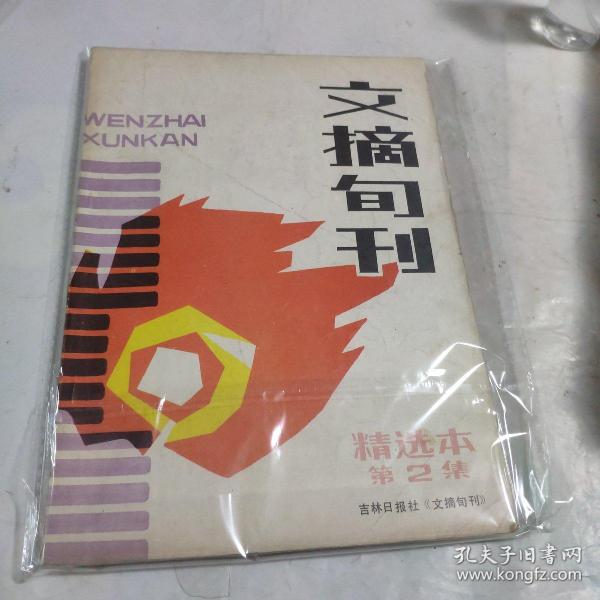 WENZHAI
XUNKAN
文摘旬刊
精选本
第2集
吉林日报社《文摘旬刊》
孔夫子旧书网
www.kongfz.com